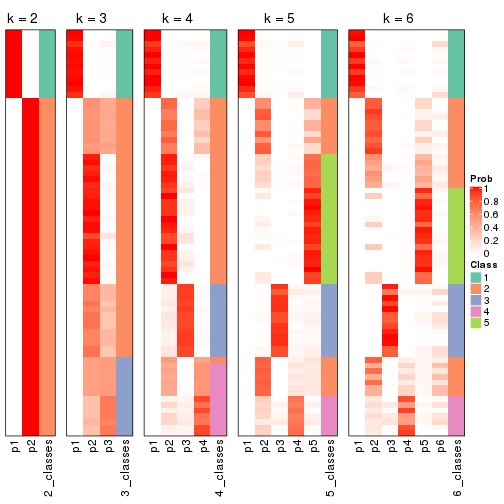 k = 2
k = 3
k = 4
k = 5
k = 6
p1
p2
2_classes
p1
p2
p3
3_classes
p1
p2
p3
p4
4_classes
p1
p2
p3
p4
p5
5_classes
p1
p2
p3
p4
p5
p6
6_classes
Prob
1
0.8
0.6
0.4
0.2
0
Class
1
2
3
4
5